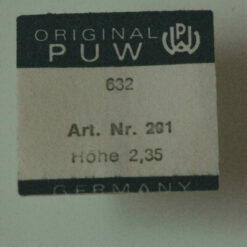 ORIGINAL
PUW
632
Art. Nr. 201
Höhe 2,35
GERMANY